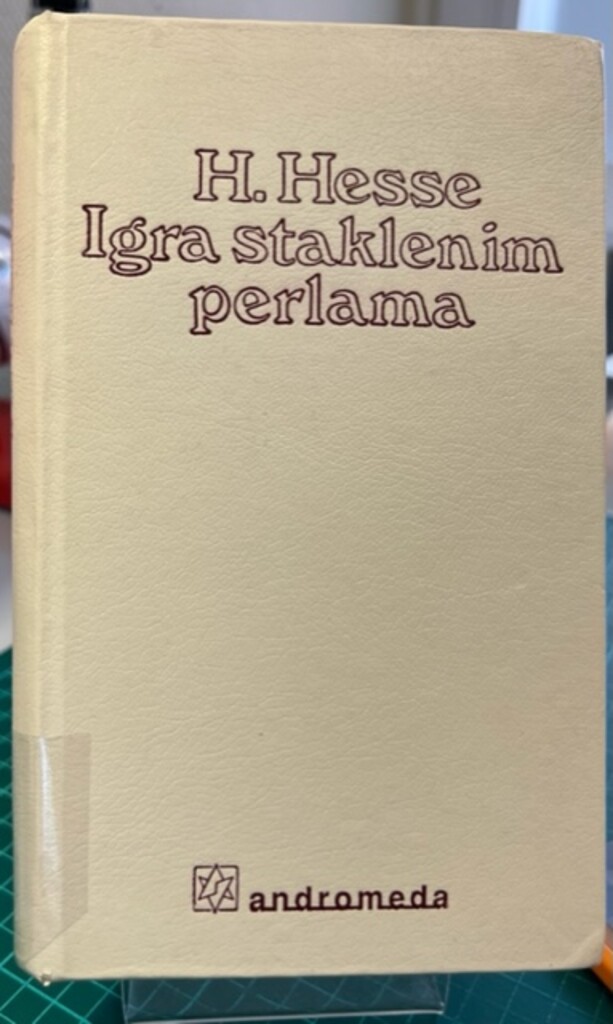 H. Hesse
Igra staklenim
perlama
andromeda